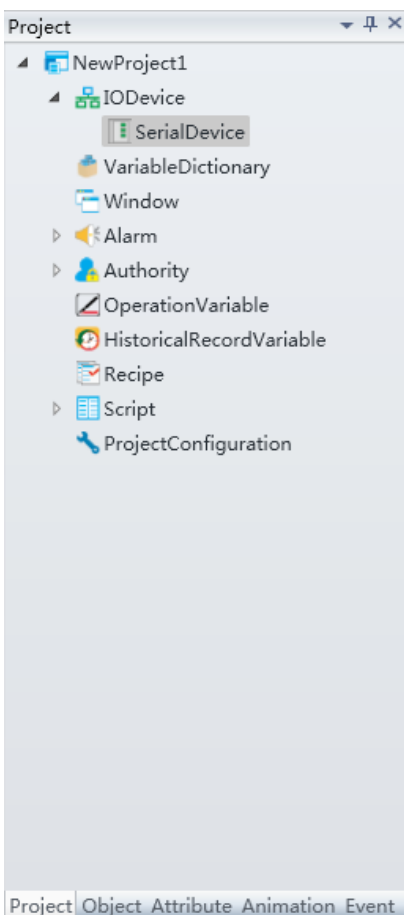 Project
NewProject1
IODevice
SerialDevice
VariableDictionary
Window
Alarm
Authority
OperationVariable
HistoricalRecordVariable
Recipe
Script
ProjectConfiguration
Project Object Attribute Animation Event